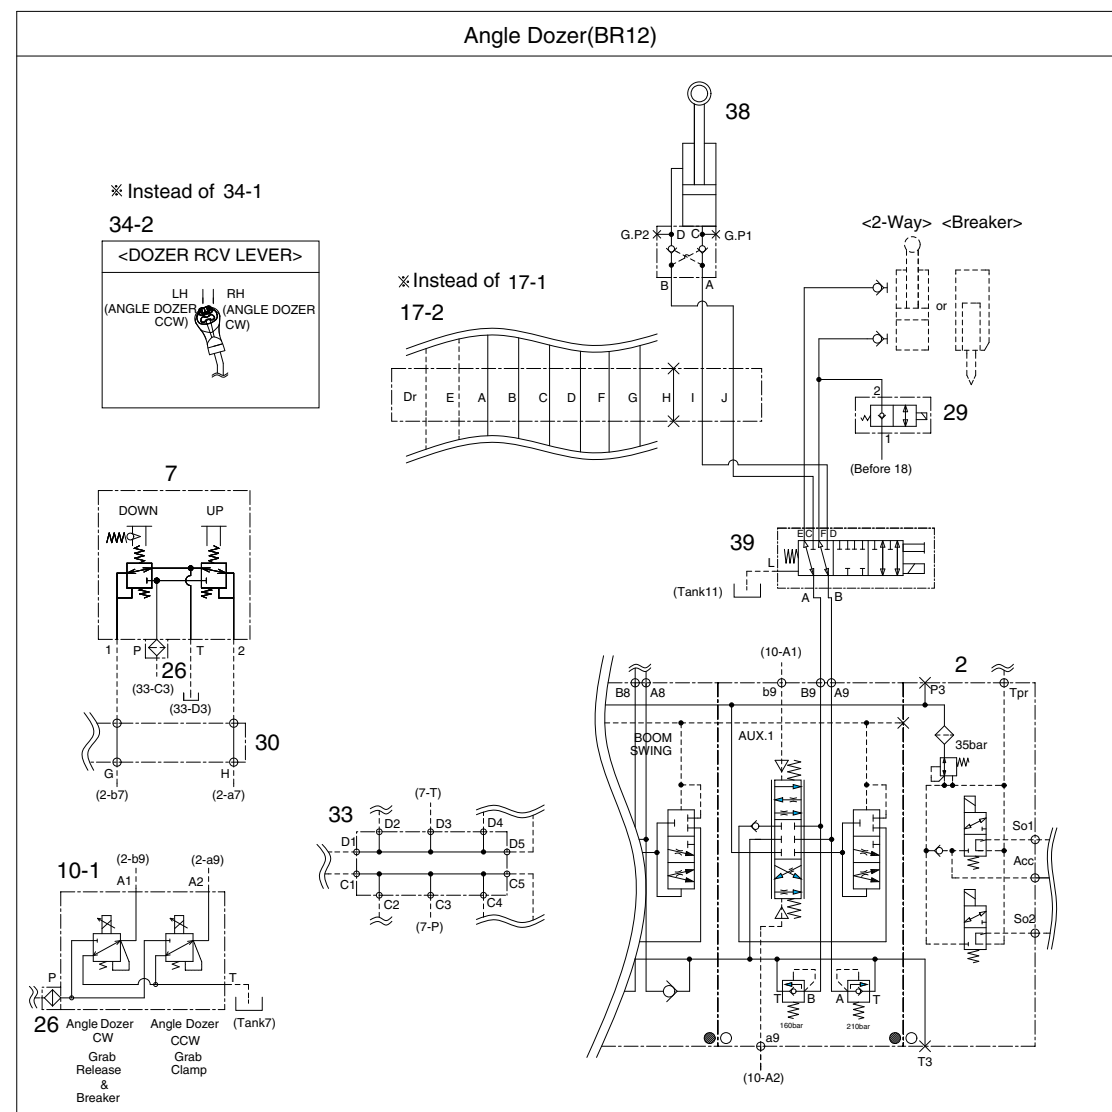 Angle Dozer(BR12)
38
※ Instead of 34-1
34-2
<DOZER RCV LEVER>
LH RH
(ANGLE DOZER CCW) (ANGLE DOZER CW)
G.P2 D C G.P1
B A
<2-Way> <Breaker>
or
※ Instead of 17-1
17-2
Dr E A B C D F G H I J
2
29
1
(Before 18)
7
DOWN UP
1 P T 2
26
(33-C3)
(33-D3)
30
G H
(2-b7) (2-a7)
E C F D
39
L
(Tank11)
A B
(10-A1)
2
B8 A8 b9 B9 A9 P3 Tpr
BOOM SWING
AUX.1
35bar
So1
Acc
So2
T B A T
160bar 210bar
a9
T3
(10-A2)
(7-T)
33
D2 D3 D4
D1 D5
C1 C5
C2 C3 C4
(7-P)
10-1
(2-b9) (2-a9)
A1 A2
P T
26
(Tank7)
Angle Dozer CW
Grab Release & Breaker
Angle Dozer CCW
Grab Clamp